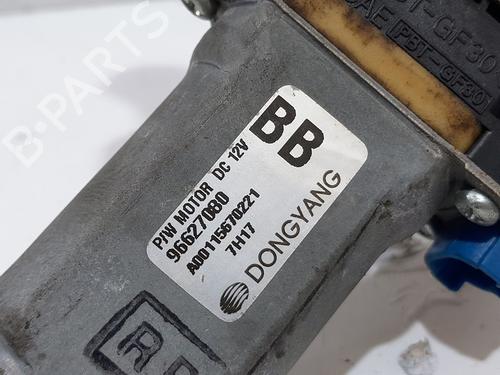 BB
P/W MOTOR DC 12V
96627080
A00115670221
7H17
DONGYANG
B-PARTS
PBT-GF30